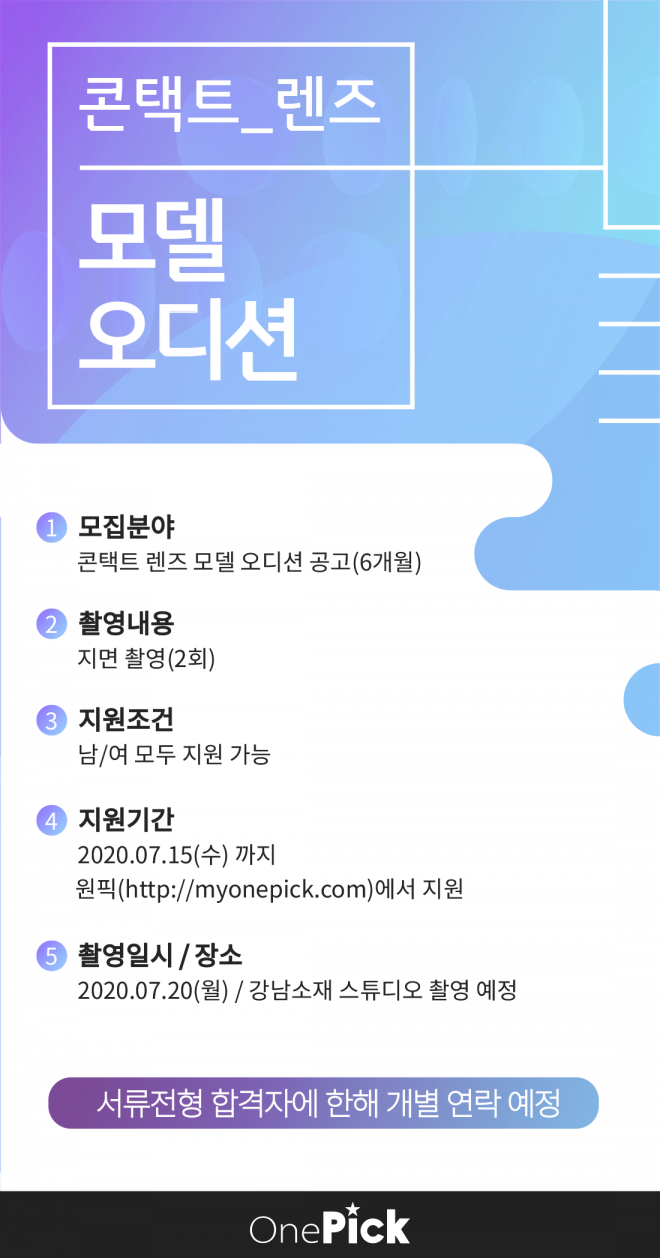 콘택트_렌즈
모델
오디션
1 모집분야
콘택트 렌즈 모델 오디션 공고(6개월)
2 촬영내용
지면 촬영(2회)
3 지원조건
남/여 모두 지원 가능
4 지원기간
2020.07.15(수) 까지
원픽(http://myonepick.com)에서 지원
5 촬영일시 / 장소
2020.07.20(월) / 강남소재 스튜디오 촬영 예정
서류전형 합격자에 한해 개별 연락 예정
OnePick